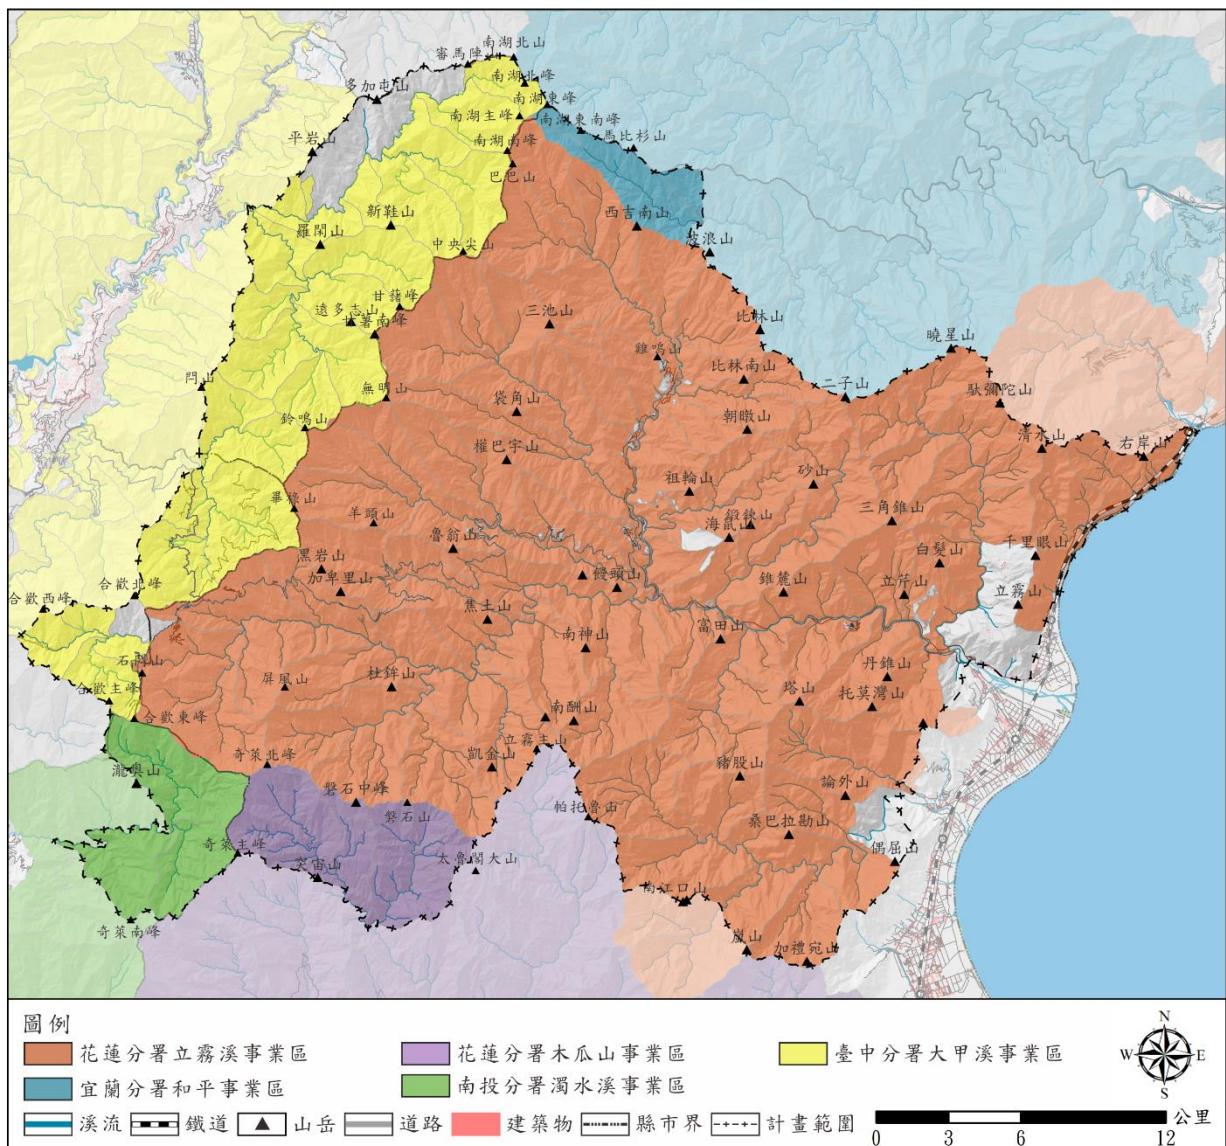 南湖北山
審馬陣山
多加屯山
南湖北峰
南湖東峰
南湖主峰
南湖東南峰
馬比杉山
平岩山
南湖南峰
巴巴山
新鞋山
西吉南山
羅閑山
中央尖山
波浪山
甘藷峰
遠多志山
甘薯南峰
三池山
比林山
曉星山
雞鳴山
閂山
無明山
比林南山
二子山
馱彌陀山
鈴鳴山
袋角山
朝暾山
清水山
右岸山
權巴宇山
畢祿山
祖輪山
砂山
羊頭山
鍛鍊山
海鼠山
三角錐山
魯翁山
黑岩山
白髮山
千里眼山
合歡北峰
合歡西峰
加卑里山
饅頭山
錐麓山
立芹山
立霧山
焦土山
富田山
南神山
石門山
屏風山
杜鉾山
丹錐山
塔山
托莫灣山
合歡主峰
合歡東峰
南酬山
立霧主山
奇萊北峰
凱金山
豬股山
瀧奧山
磐石中峰
磐石山
帕托魯山
論外山
桑巴拉勘山
奇萊主峰
突宙山
太魯閣大山
偶屈山
南江口山
奇萊南峰
嵐山
加禮宛山
圖例
花蓮分署立霧溪事業區
花蓮分署木瓜山事業區
臺中分署大甲溪事業區
宜蘭分署和平事業區
南投分署濁水溪事業區
溪流
鐵道
山岳
道路
建築物
縣市界
計畫範圍
N
W
E
S
公里
0
3
6
12